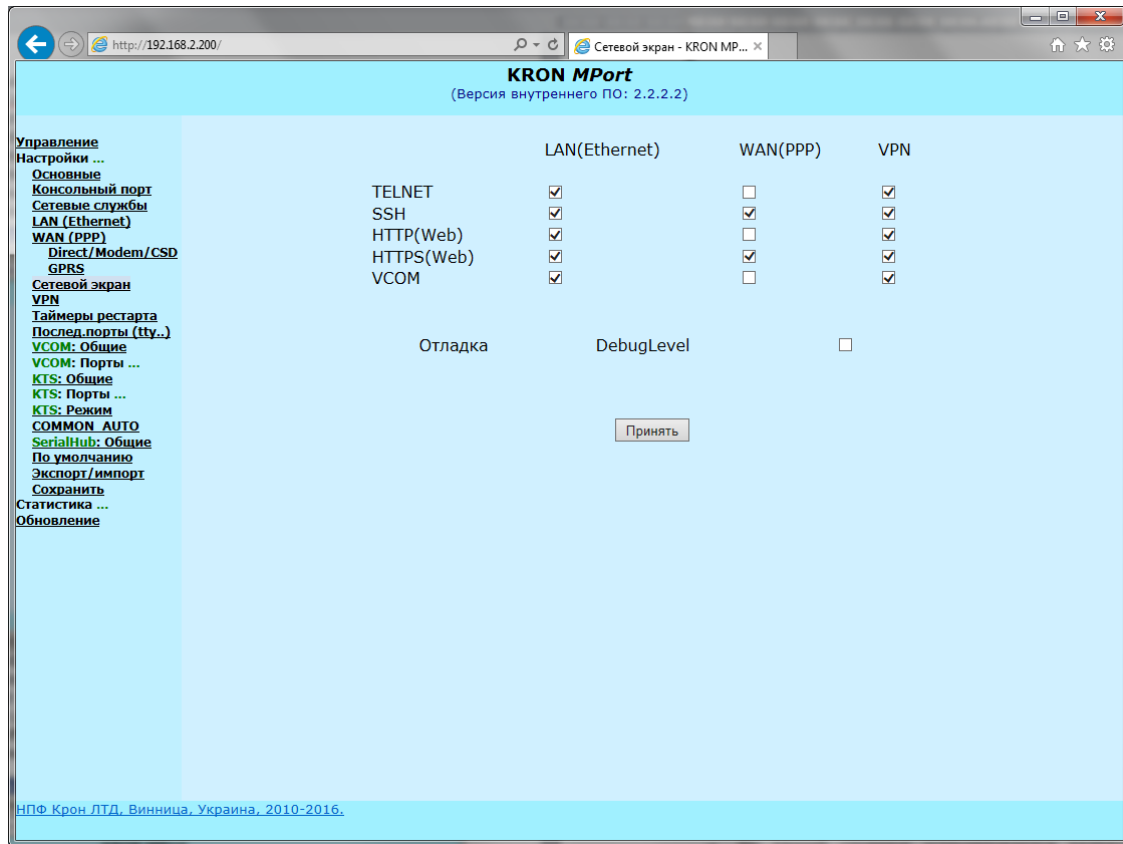 http://192.168.2.200/
Сетевой экран - KRON MP...
KRON MPort
(Версия внутреннего ПО: 2.2.2.2)
Управление
Настройки ...
Основные
Консольный порт
Сетевые службы
LAN (Ethernet)
WAN (PPP)
Direct/Modem/CSD
GPRS
Сетевой экран
VPN
Таймеры рестарта
Послед.порты (tty..)
VCOM: Общие
VCOM: Порты ...
KTS: Общие
KTS: Порты ...
KTS: Режим
COMMON_AUTO
SerialHub: Общие
По умолчанию
Экспорт/импорт
Сохранить
Статистика ...
Обновление
LAN(Ethernet) WAN(PPP) VPN
TELNET
SSH
HTTP(Web)
HTTPS(Web)
VCOM
Отладка DebugLevel
Принять
НПФ Крон ЛТД, Винница, Украина, 2010-2016.